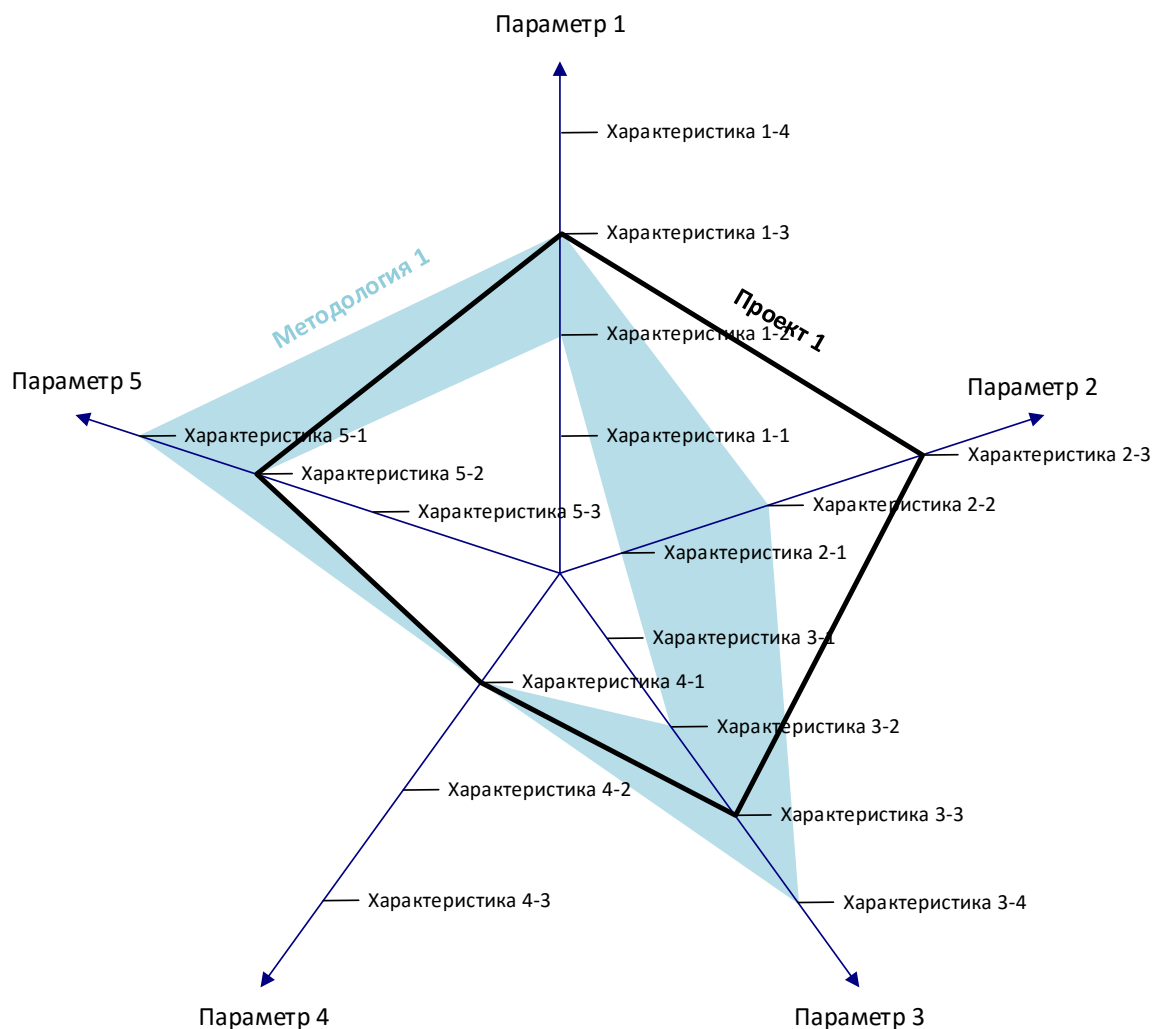 Параметр 1
Характеристика 1-4
Характеристика 1-3
Методология 1
Проект 1
Характеристика 1-2
Параметр 5
Параметр 2
Характеристика 5-1
Характеристика 1-1
Характеристика 2-3
Характеристика 5-2
Характеристика 2-2
Характеристика 5-3
Характеристика 2-1
Характеристика 3-1
Характеристика 4-1
Характеристика 3-2
Характеристика 4-2
Характеристика 3-3
Характеристика 4-3
Характеристика 3-4
Параметр 4
Параметр 3